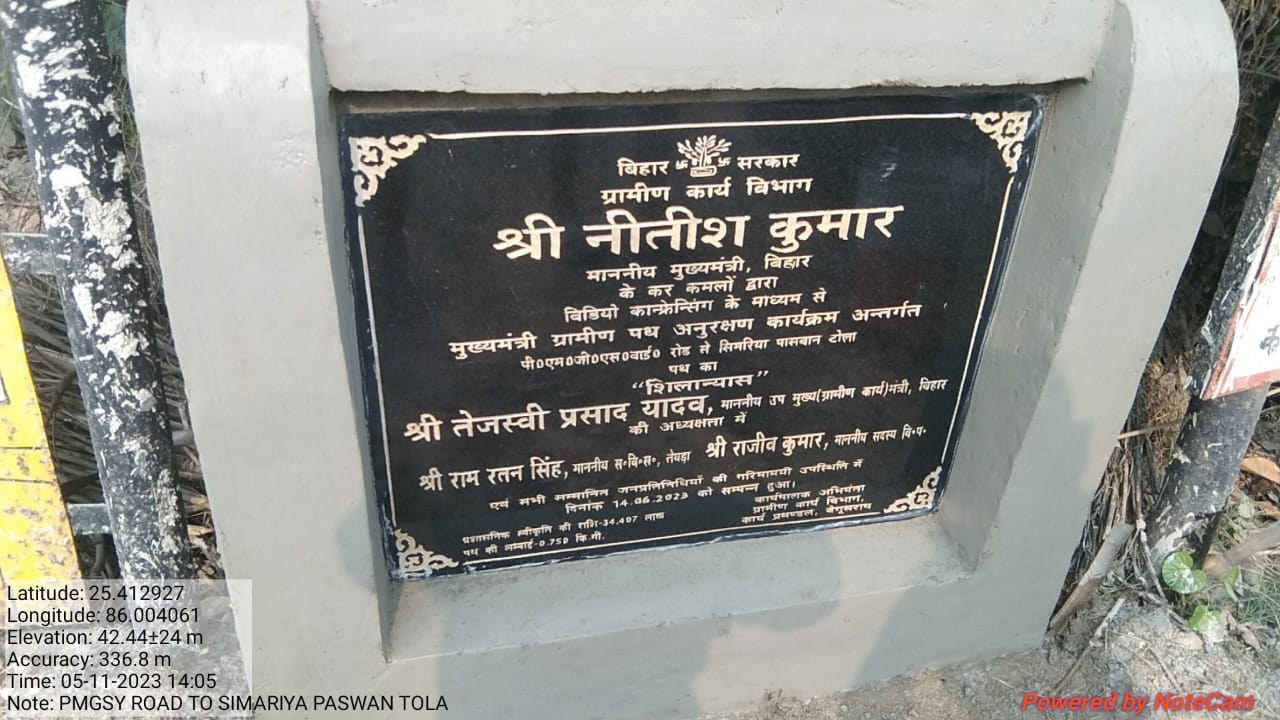 बिहार सरकार
ग्रामीण कार्य विभाग
श्री नीतीश कुमार
माननीय मुख्यमंत्री, बिहार
के कर कमलों द्वारा
विडियो कान्फ्रेन्सिंग के माध्यम से
मुख्यमंत्री ग्रामीण पथ अनुरक्षण कार्यक्रम अन्तर्गत
पी०एम०जी०एस०वाई० रोड से सिमरिया पासवान टोला
पथ का
“शिलान्यास”
श्री तेजस्वी प्रसाद यादव, माननीय उप मुख्य(ग्रामीण कार्य)मंत्री, बिहार
की अध्यक्षता में
श्री राम रतन सिंह, माननीय स०वि०स०, तेघड़ा श्री राजीव कुमार, माननीय सदस्य वि०प०
एवं सभी सम्मानित जनप्रतिनिधियों की गरिमामयी उपस्थिति में
दिनांक 14.06.2023 को सम्पन्न हुआ।
प्रशासनिक स्वीकृति की राशि-34.407 लाख
पथ की लम्बाई-0.750 कि.मी.
कार्यपालक अभियंता
ग्रामीण कार्य विभाग,
कार्य प्रमण्डल, बेगूसराय
Latitude: 25.412927
Longitude: 86.004061
Elevation: 42.44±24 m
Accuracy: 336.8 m
Time: 05-11-2023 14:05
Note: PMGSY ROAD TO SIMARIYA PASWAN TOLA
Powered by NoteCam